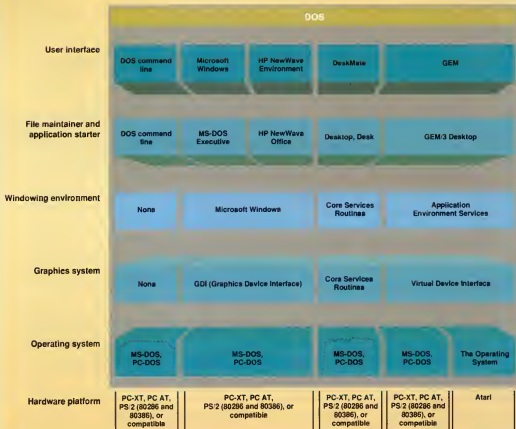 DOS
User interface
DOS command
line
Microsoft
Windows
HP NewWave
Environment
DeskMate
GEM
File maintainer and
application starter
DOS command
line
MS-DOS
Executive
HP NewWave
Office
Desktop, Desk
GEM/3 Desktop
Windowing environment
None
Microsoft Windows
Core Services
Routines
Application
Environment Services
Graphics system
None
GDI (Graphics Device Interface)
Core Services
Routines
Virtual Device Interface
Operating system
MS-DOS,
PC-DOS
MS-DOS,
PC-DOS
MS-DOS,
PC-DOS
MS-DOS,
PC-DOS
The Operating
System
Hardware platform
PC-XT, PC AT,
PS/2 (80286 and
80386), or
compatible
PC-XT, PC AT,
PS/2 (80286 and 80386), or
compatible
PC-XT, PC AT,
PS/2 (80286 and
80386), or
compatible
PC-XT, PC AT,
PS/2 (80286 and
80386), or
compatible
Atari